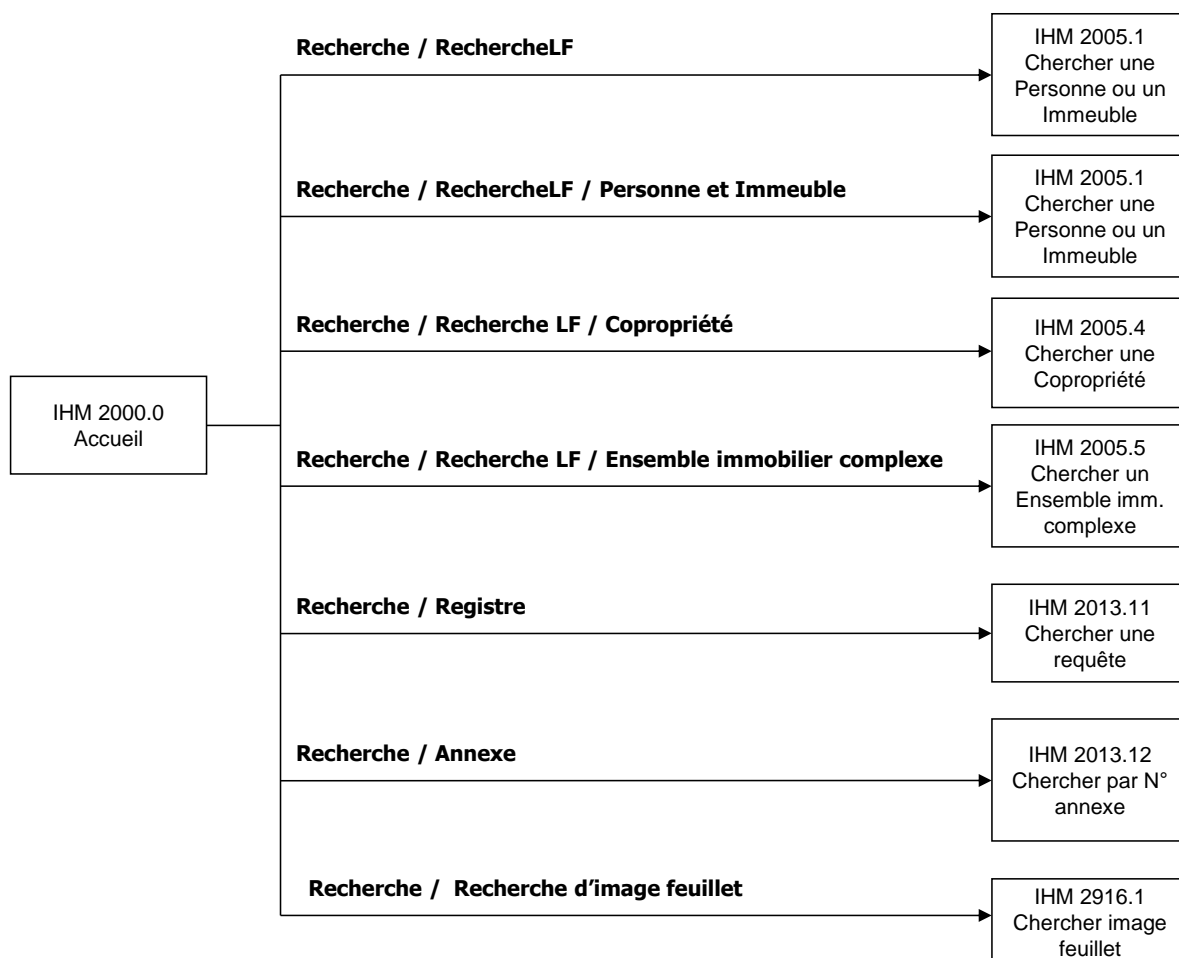 Recherche / RechercheLF
IHM 2005.1
Chercher une
Personne ou un
Immeuble
Recherche / RechercheLF / Personne et Immeuble
IHM 2005.1
Chercher une
Personne ou un
Immeuble
Recherche / Recherche LF / Copropriété
IHM 2005.4
Chercher une
Copropriété
IHM 2000.0
Accueil
Recherche / Recherche LF / Ensemble immobilier complexe
IHM 2005.5
Chercher un
Ensemble imm.
complexe
Recherche / Registre
IHM 2013.11
Chercher une
requête
Recherche / Annexe
IHM 2013.12
Chercher par N°
annexe
Recherche /  Recherche d’image feuillet
IHM 2916.1
Chercher image
feuillet